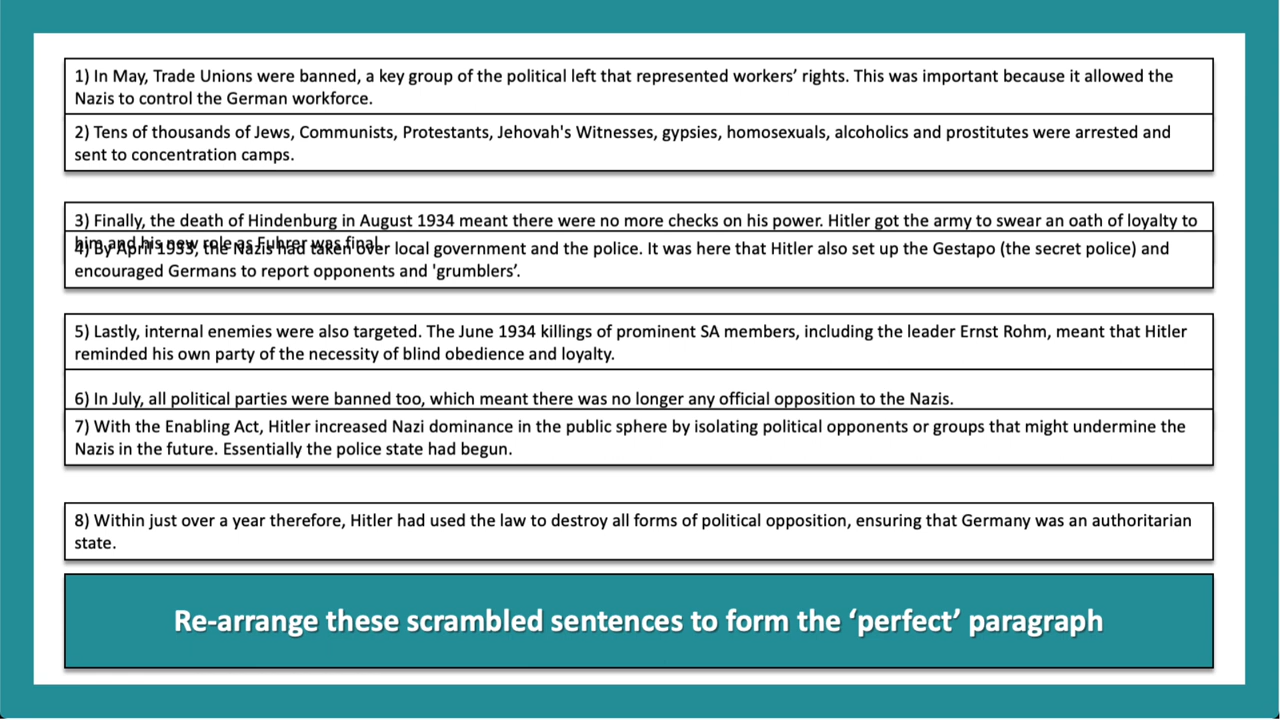 1) In May, Trade Unions were banned, a key group of the political left that represented workers’ rights. This was important because it allowed the
Nazis to control the German workforce.
2) Tens of thousands of Jews, Communists, Protestants, Jehovah's Witnesses, gypsies, homosexuals, alcoholics and prostitutes were arrested and
sent to concentration camps.
3) Finally, the death of Hindenburg in August 1934 meant there were no more checks on his power. Hitler got the army to swear an oath of loyalty to
him and his new role as Fuhrer was final.
4) By April 1933, the Nazis had taken over local government and the police. It was here that Hitler also set up the Gestapo (the secret police) and
encouraged Germans to report opponents and 'grumblers’.
5) Lastly, internal enemies were also targeted. The June 1934 killings of prominent SA members, including the leader Ernst Rohm, meant that Hitler
reminded his own party of the necessity of blind obedience and loyalty.
6) In July, all political parties were banned too, which meant there was no longer any official opposition to the Nazis.
7) With the Enabling Act, Hitler increased Nazi dominance in the public sphere by isolating political opponents or groups that might undermine the
Nazis in the future. Essentially the police state had begun.
8) Within just over a year therefore, Hitler had used the law to destroy all forms of political opposition, ensuring that Germany was an authoritarian
state.
Re-arrange these scrambled sentences to form the ‘perfect’ paragraph